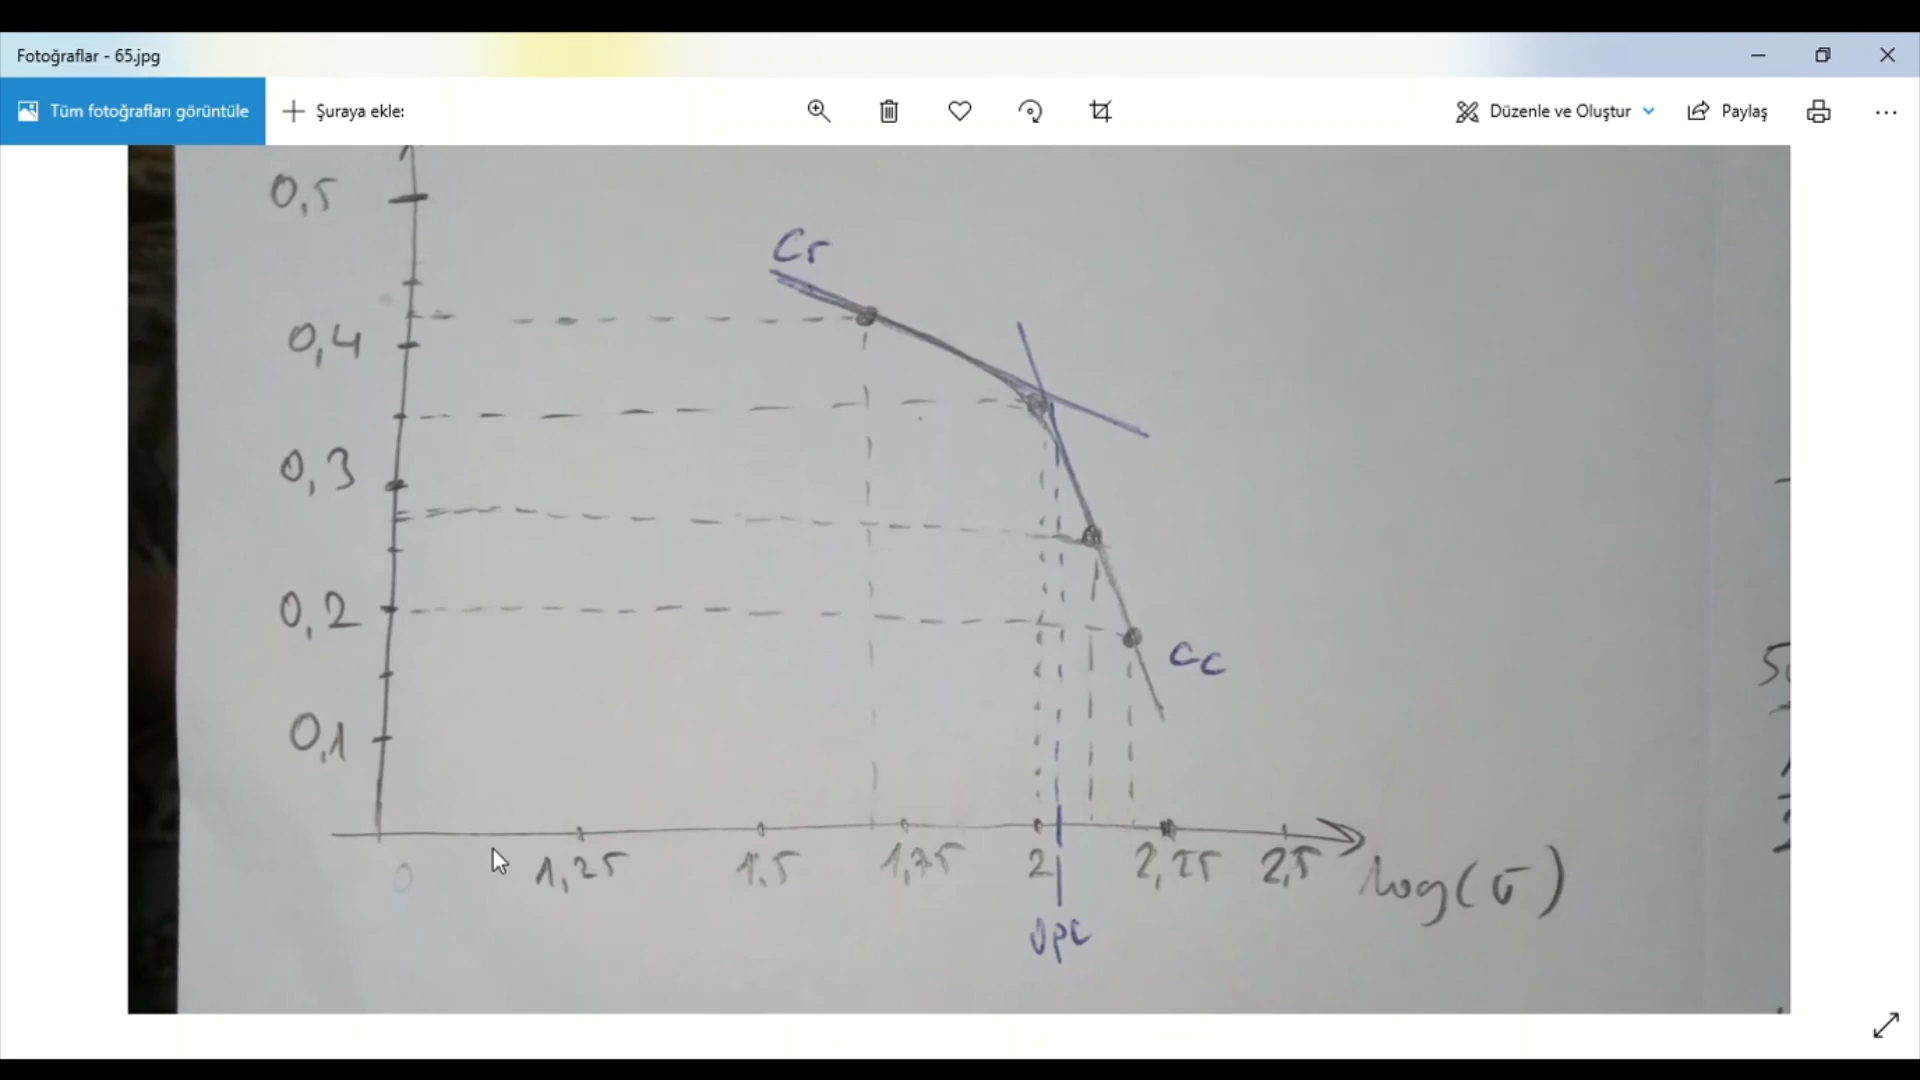 Fotoğraflar - 65.jpg
Tüm fotoğrafları görüntüle
Şuraya ekle:
Düzenle ve Oluştur
Paylaş
0,5
Cr
0,4
0,3
0,2
Cc
0,1
0 1,25 1.5 1,75 2 2,25 2,5 log(σ)
σpc